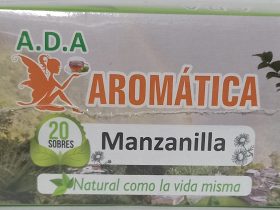 A.D.A
AROMÁTICA
20
SOBRES
Manzanilla
Natural como la vida misma